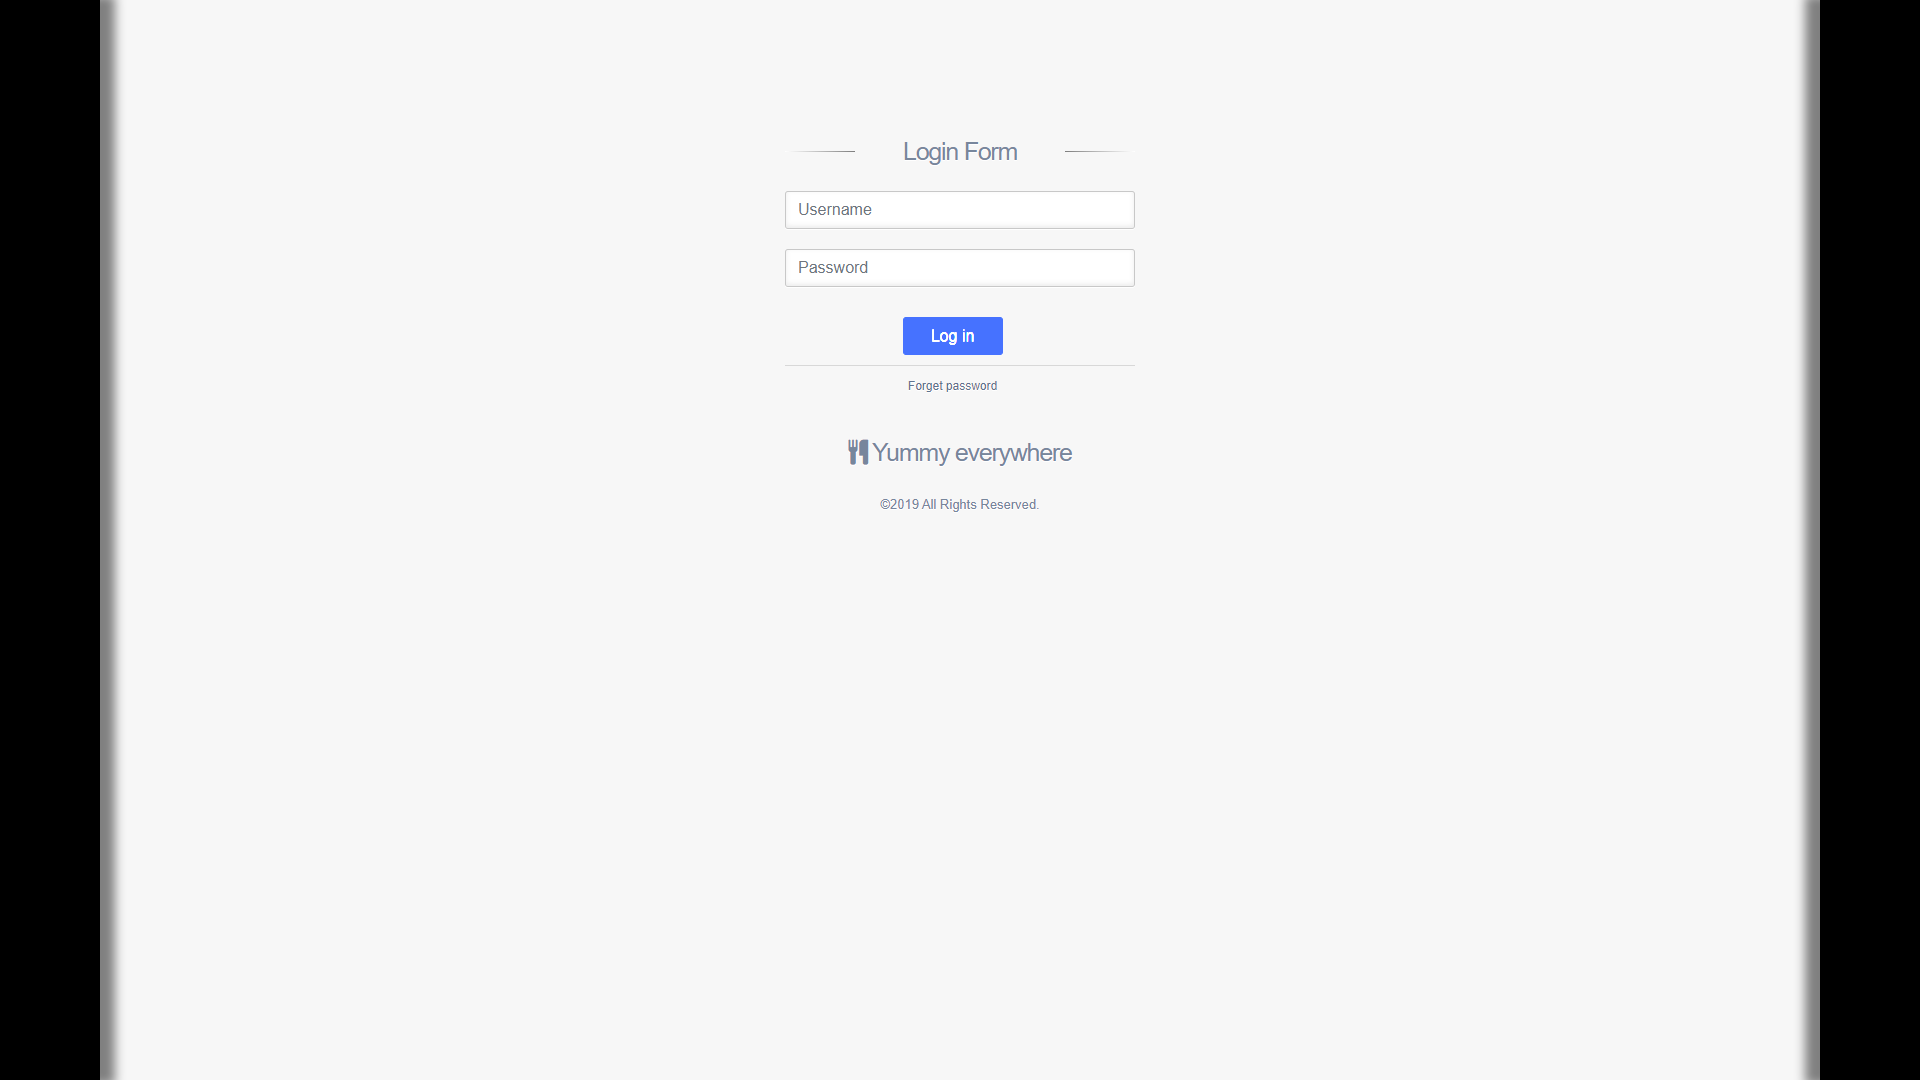 Login Form
Username
Password
Log in
Forget password
Yummy everywhere
©2019 All Rights Reserved.